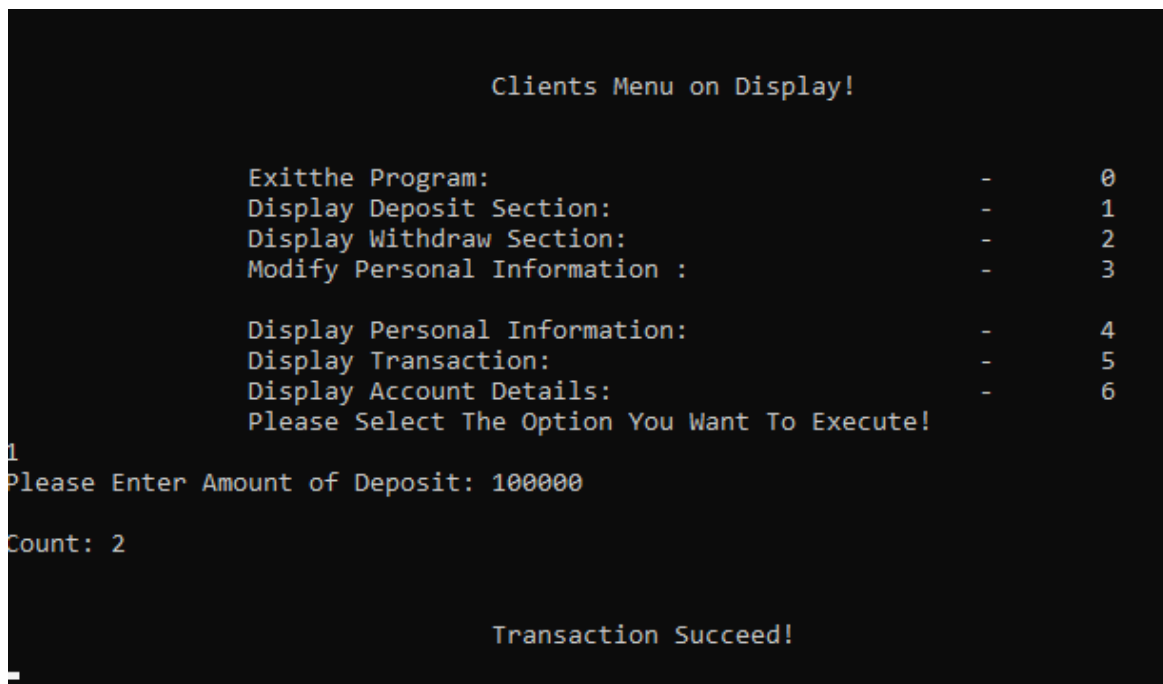 Clients Menu on Display!
Exitthe Program: - 0
Display Deposit Section: - 1
Display Withdraw Section: - 2
Modify Personal Information : - 3
Display Personal Information: - 4
Display Transaction: - 5
Display Account Details: - 6
Please Select The Option You Want To Execute!
1
Please Enter Amount of Deposit: 100000
Count: 2
Transaction Succeed!